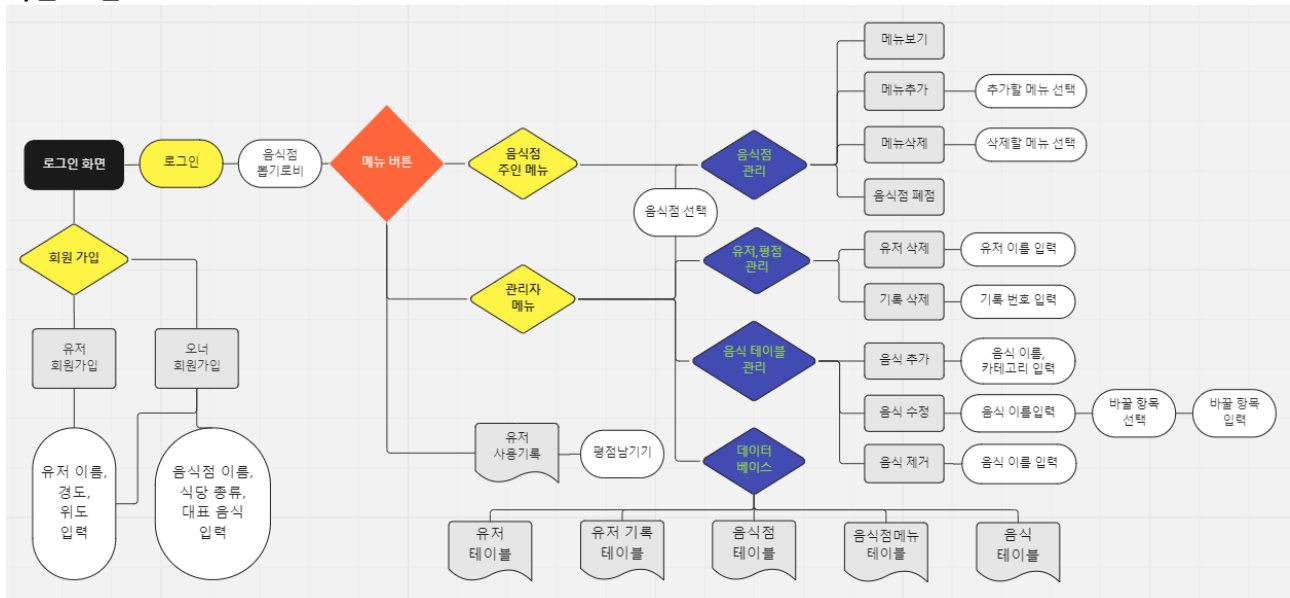 로그인 화면
로그인
음식점
뽑기로비
메뉴 버튼
음식점
주인 메뉴
음식점 선택
음식점
관리
메뉴보기
메뉴추가
추가할 메뉴 선택
메뉴삭제
삭제할 메뉴 선택
음식점 폐점
회원 가입
유저
회원가입
오너
회원가입
유저 이름,
경도,
위도
입력
음식점 이름,
식당 종류,
대표 음식
입력
관리자
메뉴
유저,평점
관리
유저 삭제
유저 이름 입력
기록 삭제
기록 번호 입력
음식 테이블
관리
음식 추가
음식 이름,
카테고리 입력
음식 수정
음식 이름입력
바꿀 항목
선택
바꿀 항목
입력
음식 제거
음식 이름 입력
유저
사용기록
평점남기기
데이터
베이스
유저
테이블
유저 기록
테이블
음식점
테이블
음식점메뉴
테이블
음식
테이블